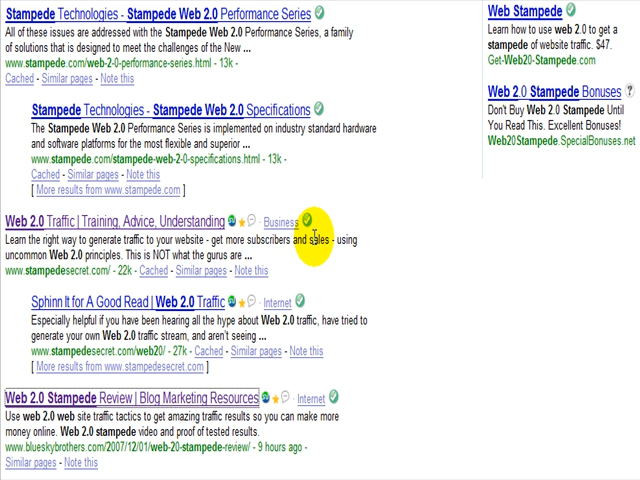 Stampede Technologies - Stampede Web 2.0 Performance Series
All of these issues are addressed with the Stampede Web 2.0 Performance Series, a family
of solutions that is designed to meet the challenges of the New ...
www.stampede.com/web-2-0-performance-series.html - 13k -
Cached - Similar pages - Note this
Stampede Technologies - Stampede Web 2.0 Specifications
The Stampede Web 2.0 Performance Series is implemented on industry standard hardware
and software platforms for the most flexible and superior ...
www.stampede.com/stampede-web-2-0-specifications.html - 13k -
Cached - Similar pages - Note this
[ More results from www.stampede.com ]
Web 2.0 Traffic | Training, Advice, Understanding - Business
Learn the right way to generate traffic to your website - get more subscribers and sales - using
uncommon Web 2.0 principles. This is NOT what the gurus are ...
www.stampedesecret.com/ - 22k - Cached - Similar pages - Note this
Sphinn It for A Good Read | Web 2.0 Traffic - Internet
Especially helpful if you have been hearing all the hype about Web 2.0 traffic, have tried to
generate your own Web 2.0 traffic stream, and aren't seeing ...
www.stampedesecret.com/web20/ - 27k - Cached - Similar pages - Note this
[ More results from www.stampedesecret.com ]
Web 2.0 Stampede Review | Blog Marketing Resources - Internet
Use web 2.0 web site traffic tactics to get amazing traffic results so you can make more
money online. Web 2.0 stampede video and proof of tested results.
www.blueskybrothers.com/2007/12/01/web-20-stampede-review/ - 9 hours ago -
Similar pages - Note this
Web Stampede
Learn how to use web 2.0 to get a
stampede of website traffic. $47.
Get-Web20-Stampede.com
Web 2.0 Stampede Bonuses
Don't Buy Web 2.0 Stampede Until
You Read This. Excellent Bonuses!
Web20Stampede.SpecialBonuses.net